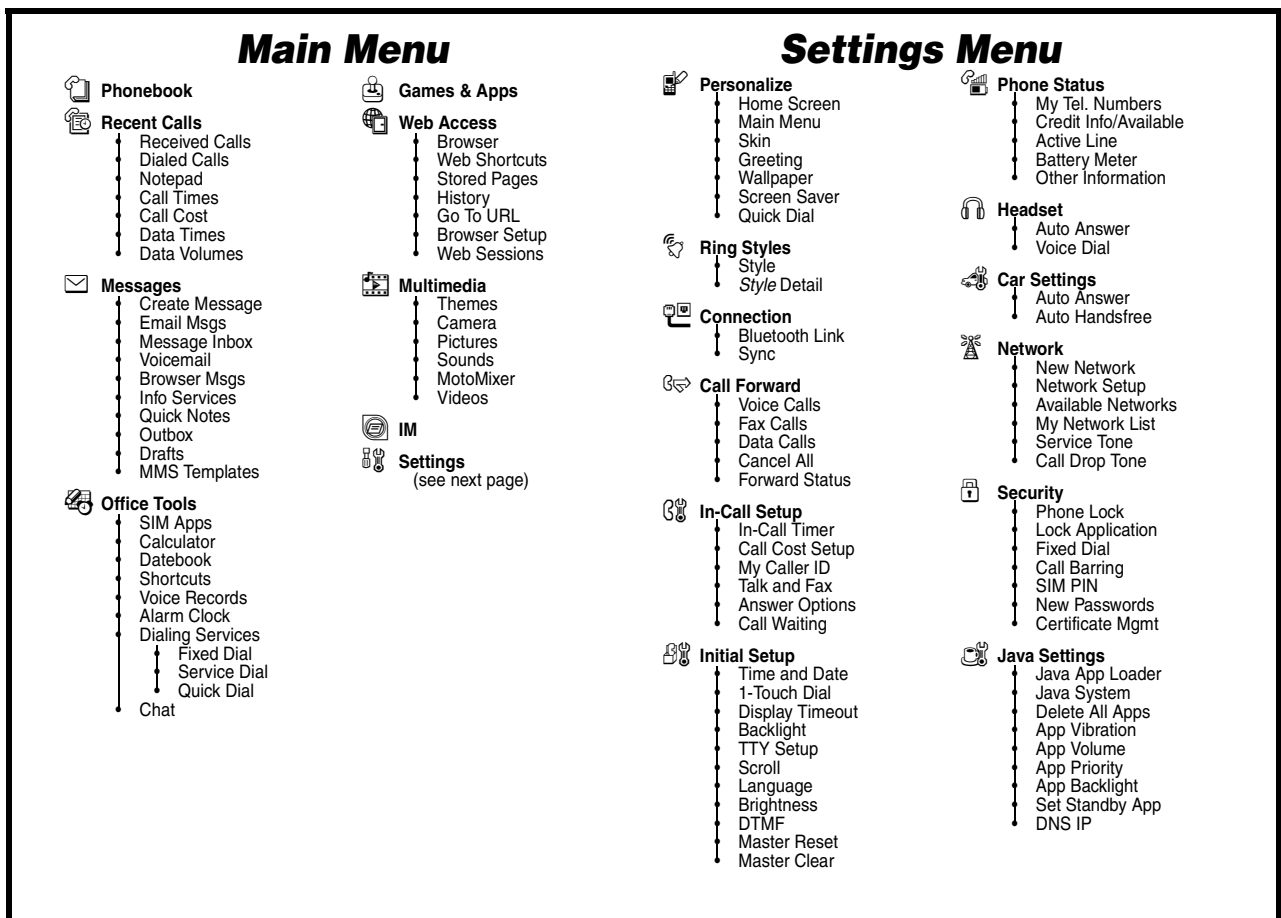 Main Menu
Phonebook
Recent Calls
Received Calls
Dialed Calls
Notepad
Call Times
Call Cost
Data Times
Data Volumes
Messages
Create Message
Email Msgs
Message Inbox
Voicemail
Browser Msgs
Info Services
Quick Notes
Outbox
Drafts
MMS Templates
Office Tools
SIM Apps
Calculator
Datebook
Shortcuts
Voice Records
Alarm Clock
Dialing Services
Fixed Dial
Service Dial
Quick Dial
Chat
Games & Apps
Web Access
Browser
Web Shortcuts
Stored Pages
History
Go To URL
Browser Setup
Web Sessions
Multimedia
Themes
Camera
Pictures
Sounds
MotoMixer
Videos
IM
Settings
(see next page)
Settings Menu
Personalize
Home Screen
Main Menu
Skin
Greeting
Wallpaper
Screen Saver
Quick Dial
Ring Styles
Style
Style Detail
Connection
Bluetooth Link
Sync
Call Forward
Voice Calls
Fax Calls
Data Calls
Cancel All
Forward Status
In-Call Setup
In-Call Timer
Call Cost Setup
My Caller ID
Talk and Fax
Answer Options
Call Waiting
Initial Setup
Time and Date
1-Touch Dial
Display Timeout
Backlight
TTY Setup
Scroll
Language
Brightness
DTMF
Master Reset
Master Clear
Phone Status
My Tel. Numbers
Credit Info/Available
Active Line
Battery Meter
Other Information
Headset
Auto Answer
Voice Dial
Car Settings
Auto Answer
Auto Handsfree
Network
New Network
Network Setup
Available Networks
My Network List
Service Tone
Call Drop Tone
Security
Phone Lock
Lock Application
Fixed Dial
Call Barring
SIM PIN
New Passwords
Certificate Mgmt
Java Settings
Java App Loader
Java System
Delete All Apps
App Vibration
App Volume
App Priority
App Backlight
Set Standby App
DNS IP